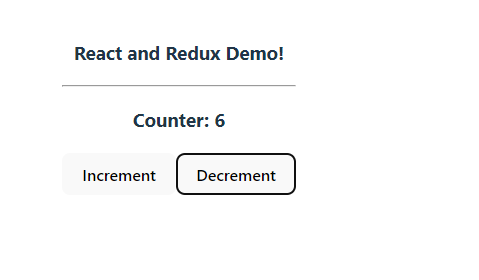 React and Redux Demo!
Counter: 6
Increment Decrement